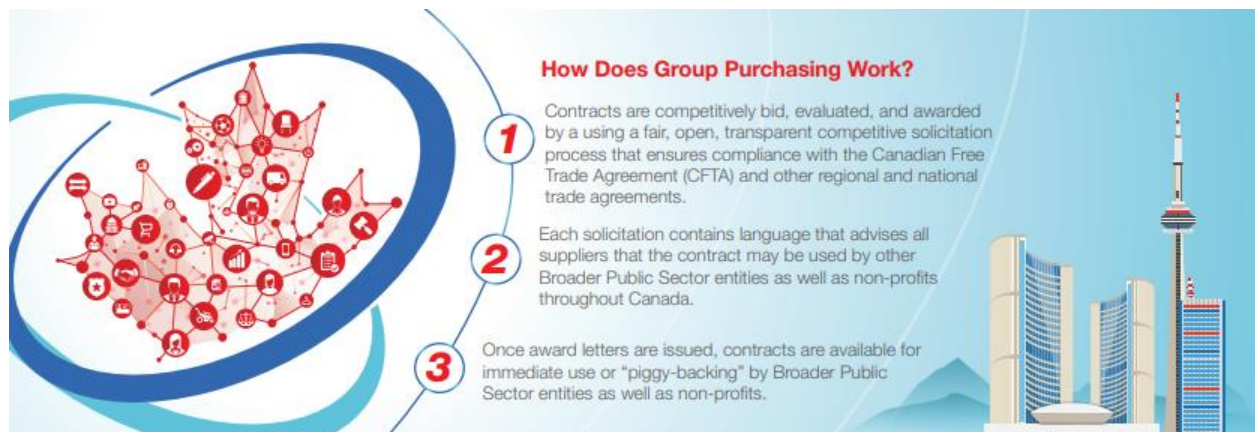 How Does Group Purchasing Work?
1
Contracts are competitively bid, evaluated, and awarded
by a using a fair, open, transparent competitive solicitation
process that ensures compliance with the Canadian Free
Trade Agreement (CFTA) and other regional and national
trade agreements.
2
Each solicitation contains language that advises all
suppliers that the contract may be used by other
Broader Public Sector entities as well as non-profits
throughout Canada.
3
Once award letters are issued, contracts are available for
immediate use or “piggy-backing” by Broader Public
Sector entities as well as non-profits.